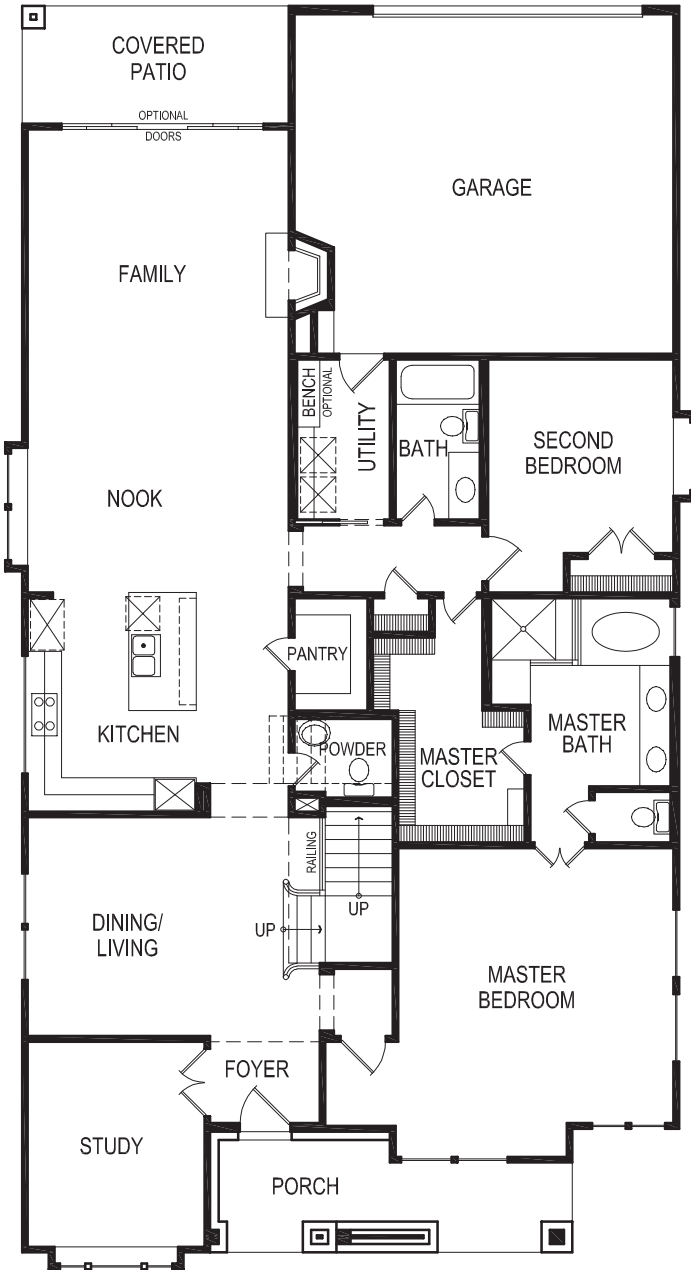 COVERED
PATIO
OPTIONAL
DOORS
GARAGE
FAMILY
BENCH
OPTIONAL
UTILITY
BATH
SECOND
BEDROOM
NOOK
PANTRY
KITCHEN
POWDER
MASTER
CLOSET
MASTER
BATH
RAILING
UP
UP
DINING/
LIVING
MASTER
BEDROOM
FOYER
STUDY
PORCH